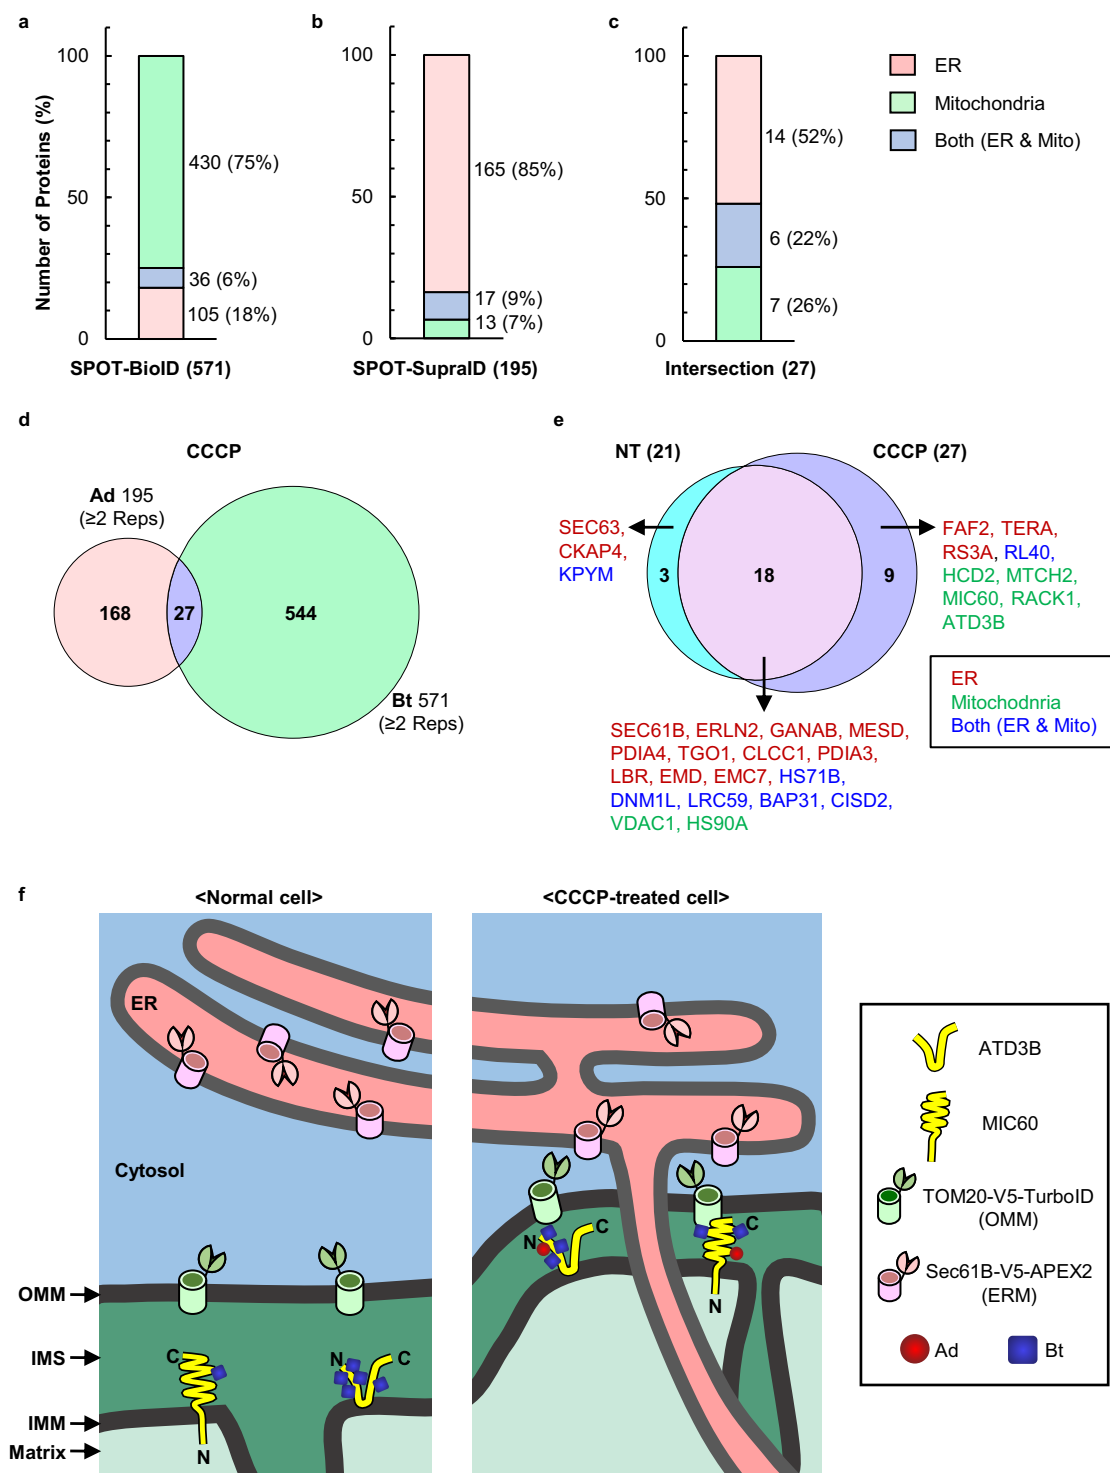 a
b
c
Number of Proteins (%)
100
50
0
430 (75%)
36 (6%)
105 (18%)
SPOT-BioID (571)
100
50
0
165 (85%)
17 (9%)
13 (7%)
SPOT-SupraID (195)
100
50
0
14 (52%)
6 (22%)
7 (26%)
Intersection (27)
ER
Mitochondria
Both (ER & Mito)
d
CCCP
Ad 195
(≥2 Reps)
168
27
544
Bt 571
(≥2 Reps)
e
NT (21)
CCCP (27)
SEC63,
CKAP4,
KPYM
3
18
9
FAF2, TERA,
RS3A, RL40,
HCD2, MTCH2,
MIC60, RACK1,
ATD3B
SEC61B, ERLN2, GANAB, MESD,
PDIA4, TGO1, CLCC1, PDIA3,
LBR, EMD, EMC7, HS71B,
DNM1L, LRC59, BAP31, CISD2,
VDAC1, HS90A
ER
Mitochodnria
Both (ER & Mito)
f
<Normal cell>
<CCCP-treated cell>
ER
Cytosol
OMM
IMS
IMM
Matrix
C
N
N
C
N
C
C
N
ATD3B
MIC60
TOM20-V5-TurboID
(OMM)
Sec61B-V5-APEX2
(ERM)
Ad
Bt